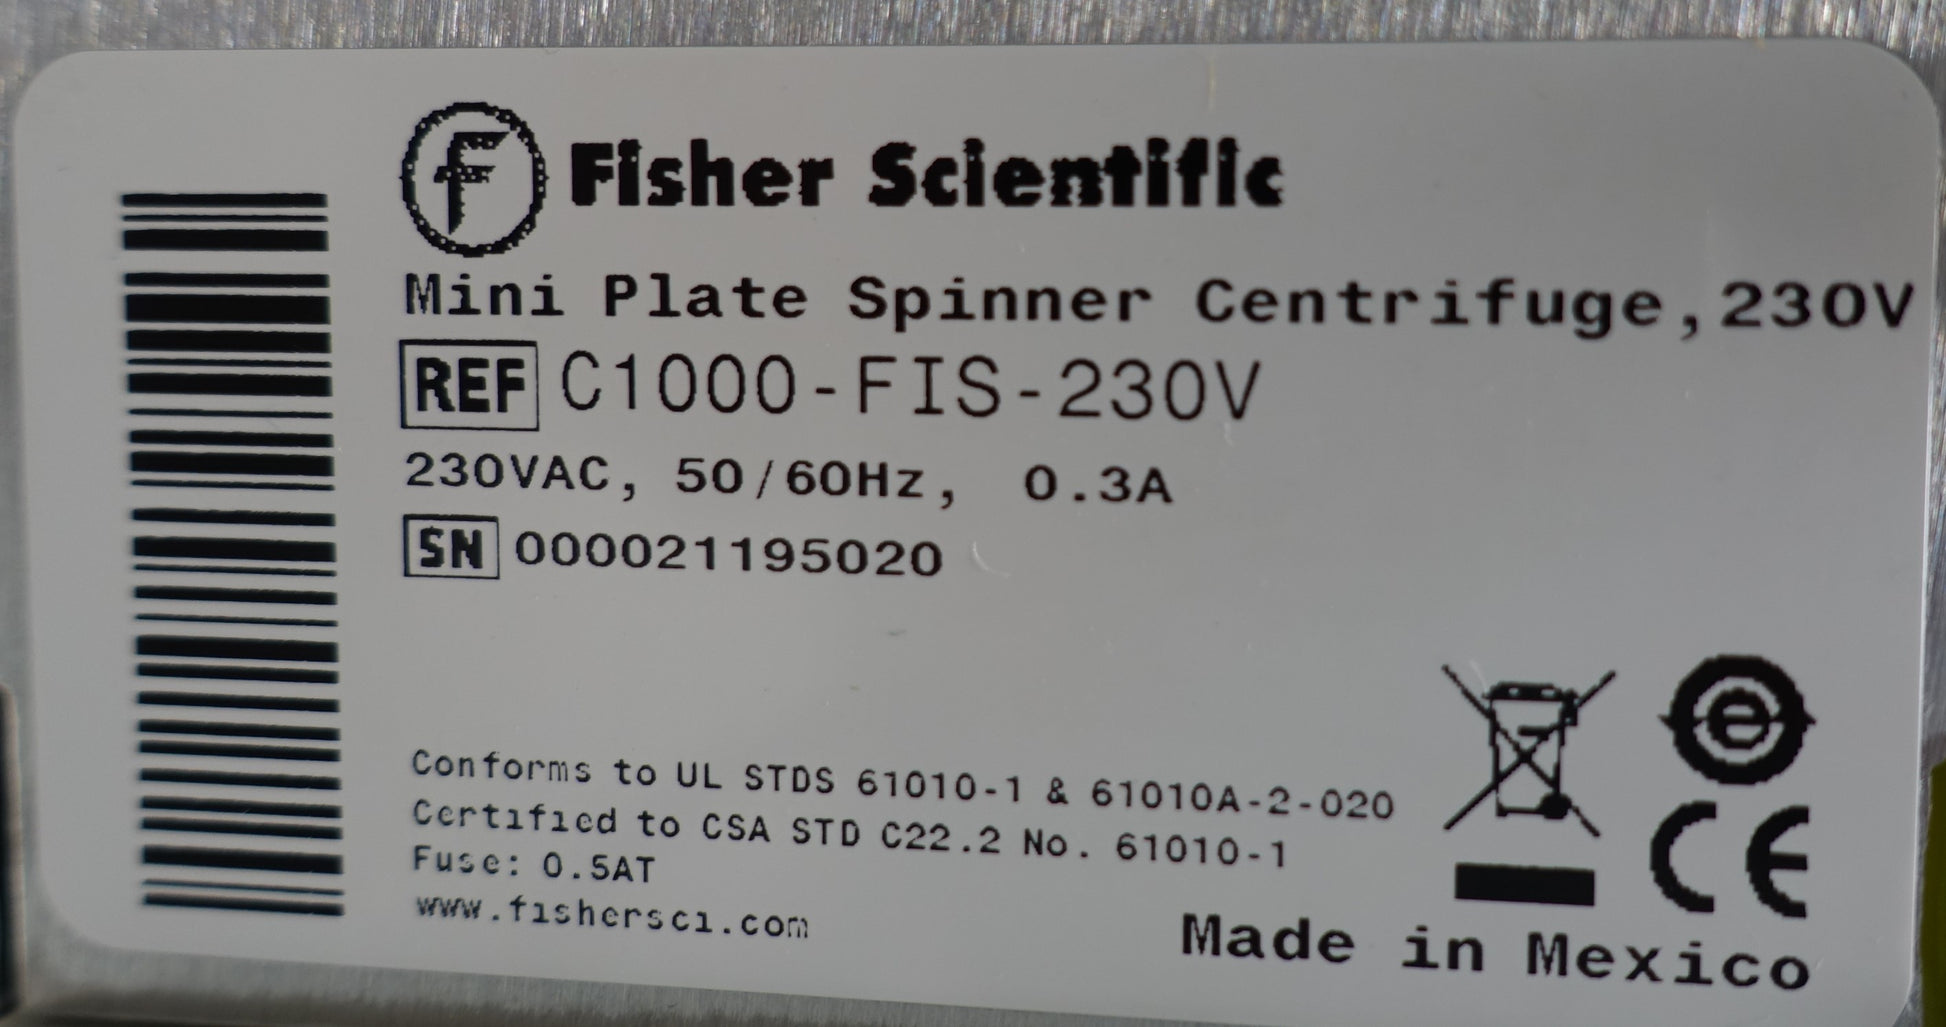 F Fisher Scientific
Mini Plate Spinner Centrifuge,230V
REF C1000-FIS-230V
230VAC, 50/60Hz, 0.3A
SN 000021195020
Conforms to UL STDS 61010-1 & 61010A-2-020
Certified to CSA STD C22.2 No. 61010-1
Fuse: 0.5AT
www.fishersci.com
e
CE
Made in Mexico